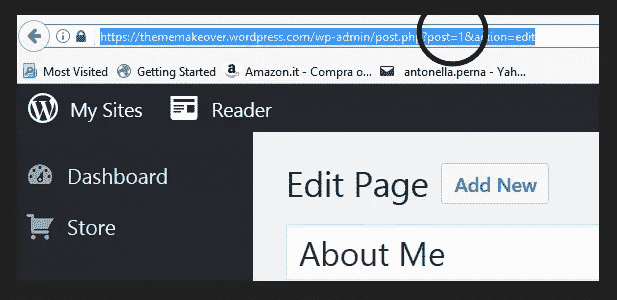 https://thememakeover.wordpress.com/wp-admin/post.php?post=1&action=edit
Most Visited Getting Started Amazon.it - Compra o... antonella.perna - Yah...
My Sites Reader
Dashboard
Edit Page Add New
Store
About Me